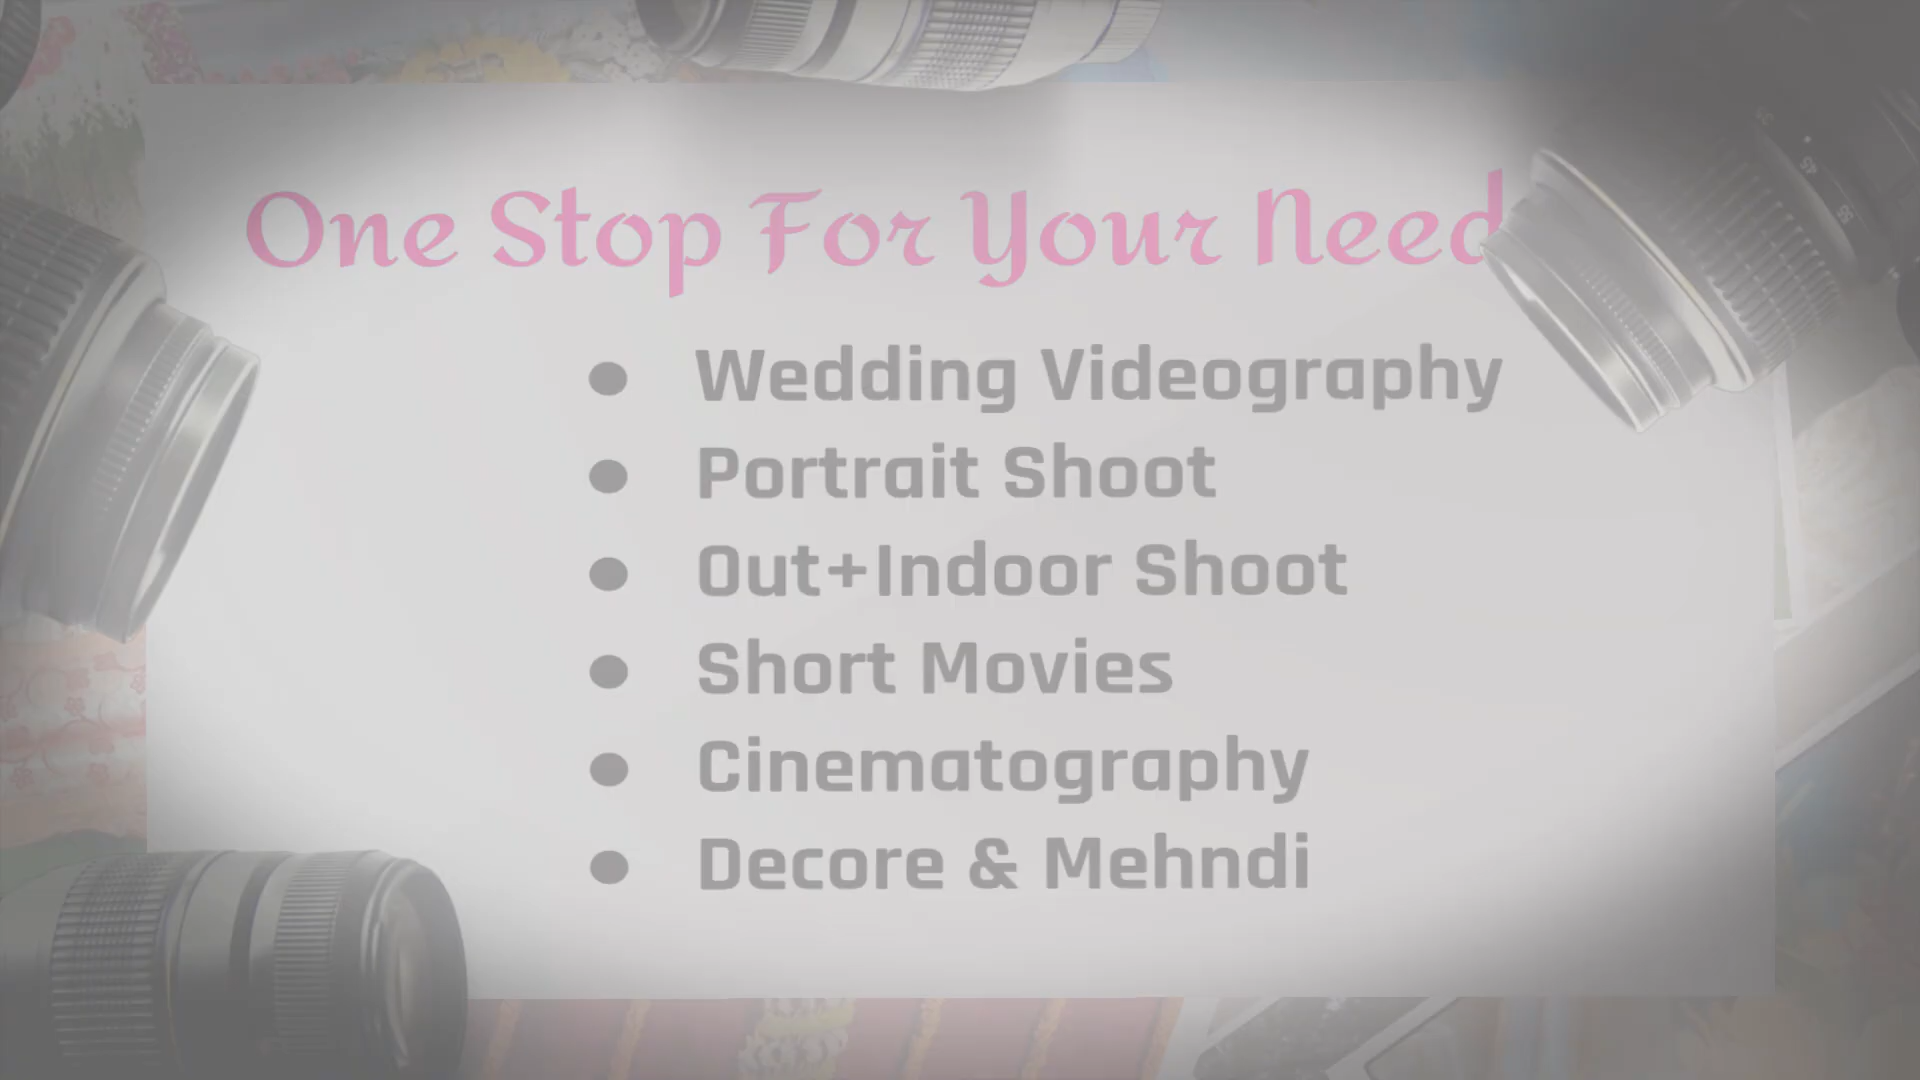 One Stop For Your Need
• Wedding Videography
• Portrait Shoot
• Out+Indoor Shoot
• Short Movies
• Cinematography
• Decore & Mehndi